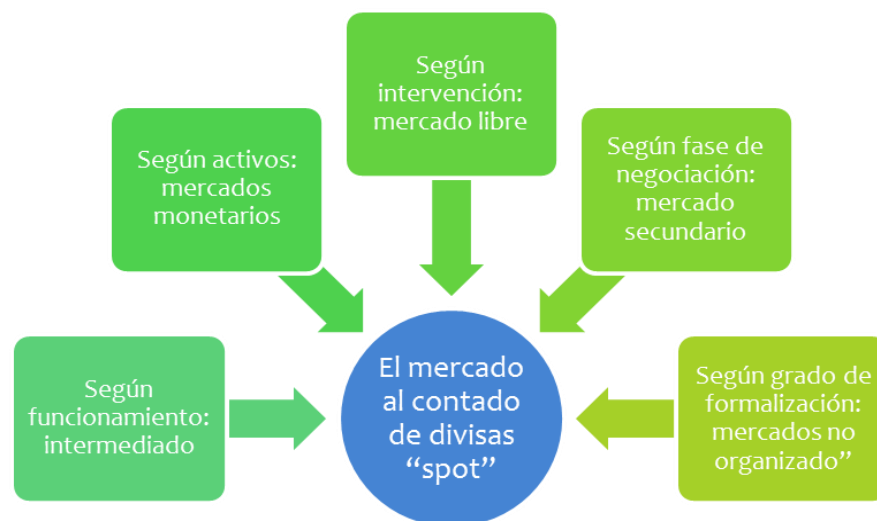 Según
intervención:
mercado libre
Según activos:
mercados
monetarios
Según fase de
negociación:
mercado
secundario
Según
funcionamiento:
intermediado
El mercado
al contado
de divisas
“spot”
Según grado de
formalización:
mercados no
organizado”